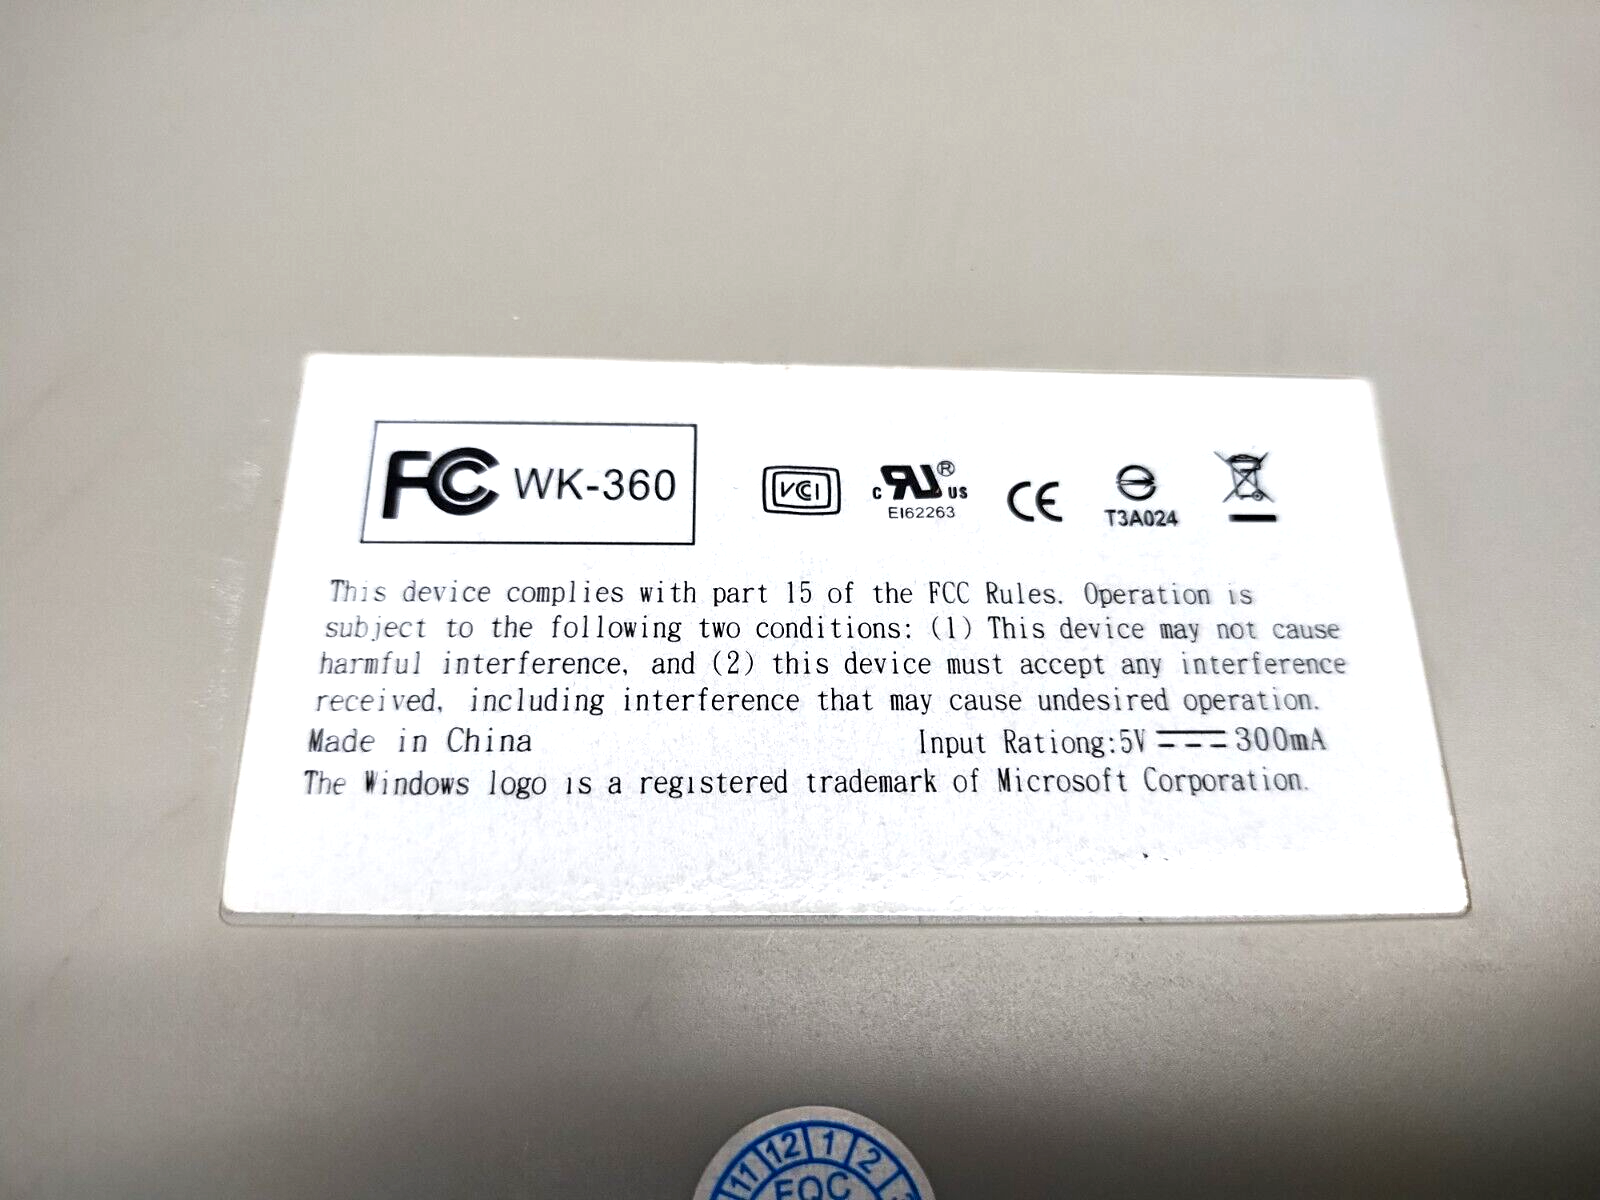 FC WK-360
VCI c RU® US CE T3A024
E162263
This device complies with part 15 of the FCC Rules. Operation is
subject to the following two conditions: (1) This device may not cause
harmful interference, and (2) this device must accept any interference
received, including interference that may cause undesired operation.
Made in China Input Rationg:5V 300mA
The Windows logo is a registered trademark of Microsoft Corporation.
11 12 1 2
FQC